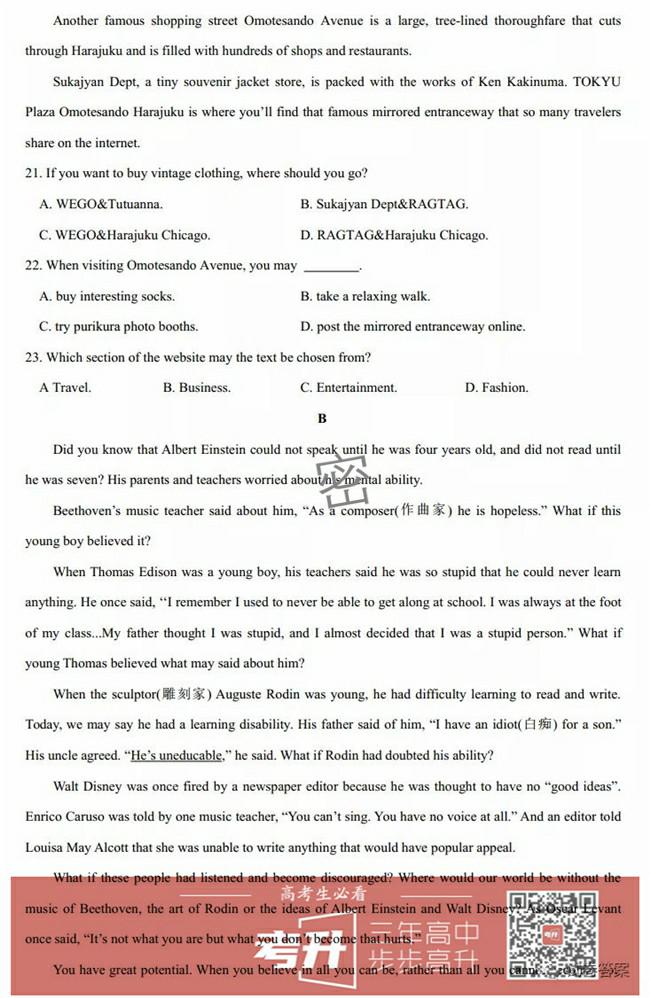 Another famous shopping street Omotesando Avenue is a large, tree-lined thoroughfare that cuts
through Harajuku and is filled with hundreds of shops and restaurants.
Sukajyan Dept, a tiny souvenir jacket store, is packed with the works of Ken Kakinuma. TOKYU
Plaza Omotesando Harajuku is where you’ll find that famous mirrored entranceway that so many travelers
share on the internet.
21. If you want to buy vintage clothing, where should you go?
A. WEGO&Tutuanna. B. Sukajyan Dept&RAGTAG.
C. WEGO&Harajuku Chicago. D. RAGTAG&Harajuku Chicago.
22. When visiting Omotesando Avenue, you may ________.
A. buy interesting socks. B. take a relaxing walk.
C. try purikura photo booths. D. post the mirrored entranceway online.
23. Which section of the website may the text be chosen from?
A Travel. B. Business. C. Entertainment. D. Fashion.
B
Did you know that Albert Einstein could not speak until he was four years old, and did not read until
he was seven? His parents and teachers worried about his mental ability.
密
Beethoven’s music teacher said about him, “As a composer(作曲家) he is hopeless.” What if this
young boy believed it?
When Thomas Edison was a young boy, his teachers said he was so stupid that he could never learn
anything. He once said, ‘‘I remember I used to never be able to get along at school. I was always at the foot
of my class...My father thought I was stupid, and I almost decided that I was a stupid person.” What if
young Thomas believed what may said about him?
When the sculptor(雕刻家) Auguste Rodin was young, he had difficulty learning to read and write.
Today, we may say he had a learning disability. His father said of him, “I have an idiot(白痴) for a son.”
His uncle agreed. “He’s uneducable,” he said. What if Rodin had doubted his ability?
Walt Disney was once fired by a newspaper editor because he was thought to have no “good ideas”.
Enrico Caruso was told by one music teacher, “You can’t sing. You have no voice at all.” And an editor told
Louisa May Alcott that she was unable to write anything that would have popular appeal.
What if these people had listened and become discouraged? Where would our world be without the
高考生必看
music of Beethoven, the art of Rodin or the ideas of Albert Einstein and Walt Disney? As Oscar Levant
once said, “It’s not what you are but what you don’t become that hurts.”
考升 三年高中
步步高升
You have great potential. When you believe in all you can be, rather than all you
答案